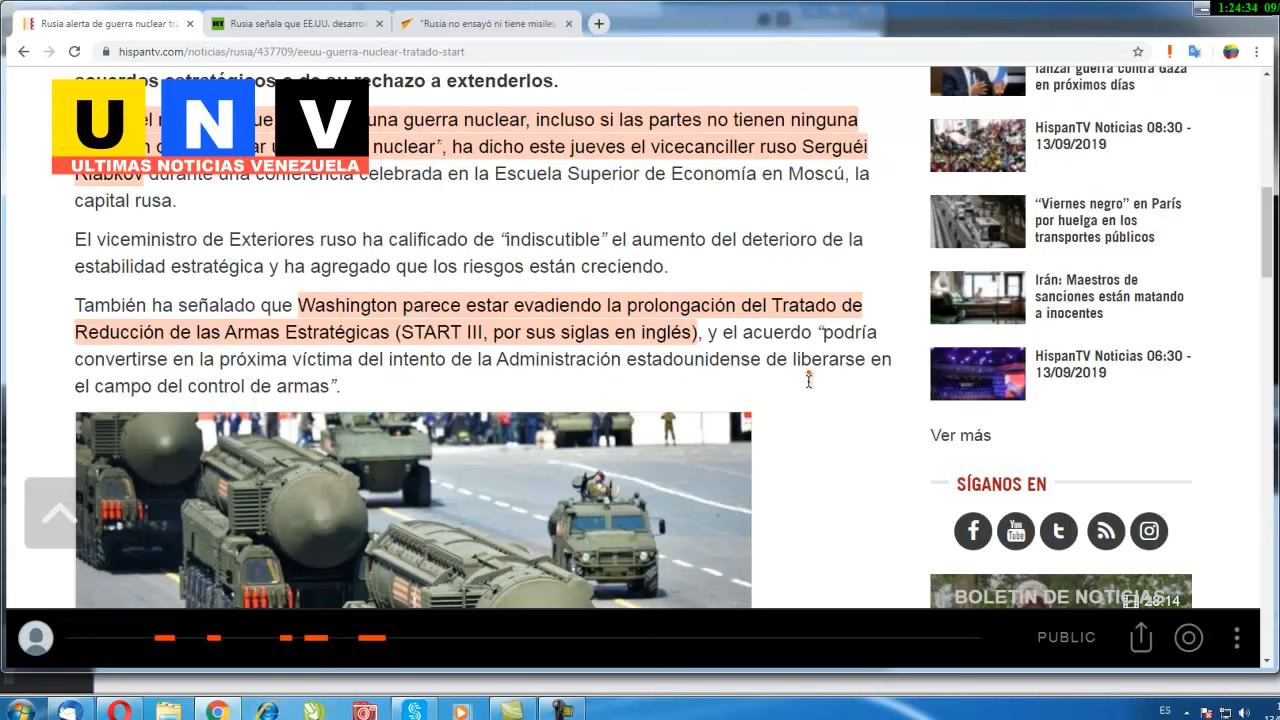 1:24:34 09/
Rusia alerta de guerra nuclear tra
Rusia señala que EE.UU. desarroll
"Rusia no ensayó ni tiene misiles
hispantv.com/noticias/rusia/437709/eeuu-guerra-nuclear-tratado-start
acuerdos estratégicos o de su rechazo a extenderlos.
una guerra nuclear, incluso si las partes no tienen ninguna
nuclear”, ha dicho este jueves el vicecanciller ruso Serguéi
Riabkov durante una conferencia celebrada en la Escuela Superior de Economía en Moscú, la
capital rusa.
El viceministro de Exteriores ruso ha calificado de “indiscutible” el aumento del deterioro de la
estabilidad estratégica y ha agregado que los riesgos están creciendo.
También ha señalado que Washington parece estar evadiendo la prolongación del Tratado de
Reducción de las Armas Estratégicas (START III, por sus siglas en inglés), y el acuerdo “podría
convertirse en la próxima víctima del intento de la Administración estadounidense de liberarse en
el campo del control de armas”.
U N V
ULTIMAS NOTICIAS VENEZUELA
lanzar guerra contra Gaza
en próximos días
HispanTV Noticias 08:30 -
13/09/2019
“Viernes negro” en París
por huelga en los
transportes públicos
Irán: Maestros de
sanciones están matando
a inocentes
HispanTV Noticias 06:30 -
13/09/2019
Ver más
SÍGANOS EN
You
Tube
BOLETÍN DE NOTICIAS
28:14
PUBLIC
ES